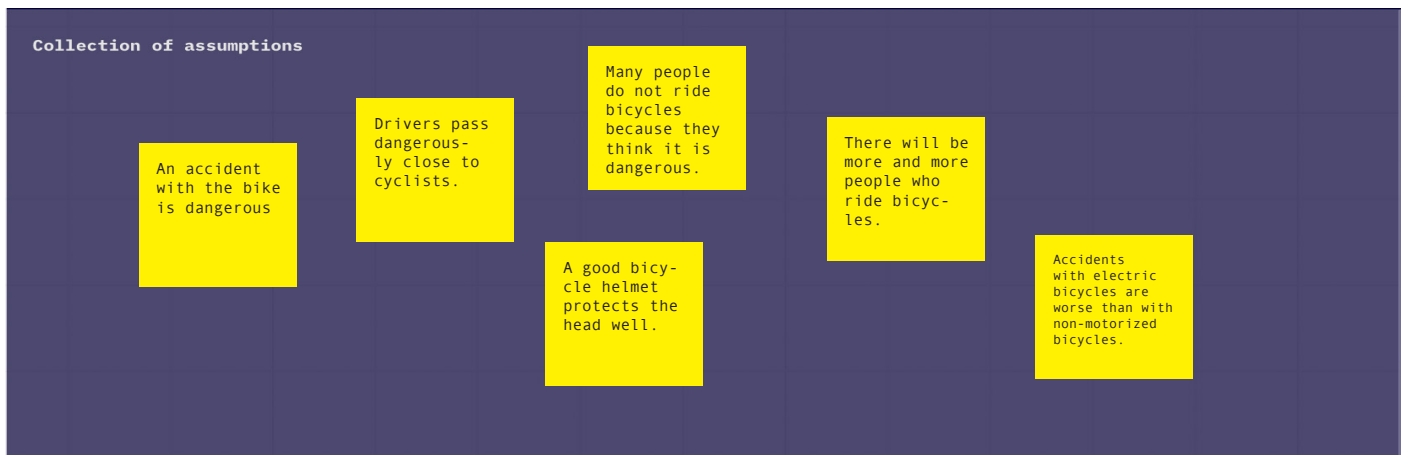 Collection of assumptions
An accident
with the bike
is dangerous
Drivers pass
dangerous-
ly close to
cyclists.
Many people
do not ride
bicycles
because they
think it is
dangerous.
A good bicy-
cle helmet
protects the
head well.
There will be
more and more
people who
ride bicyc-
les.
Accidents
with electric
bicycles are
worse than with
non-motorized
bicycles.